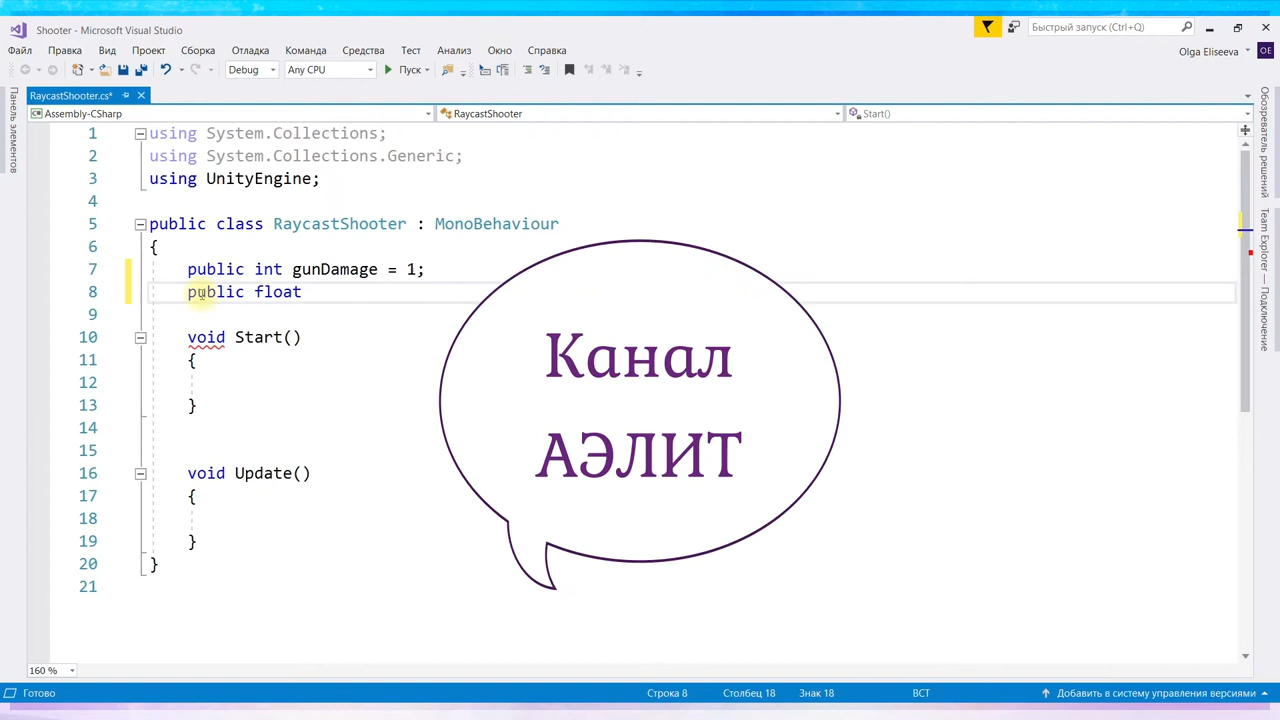 Shooter - Microsoft Visual Studio
Быстрый запуск (Ctrl+Q)
Файл Правка Вид Проект Сборка Отладка Команда Средства Тест Анализ Окно Справка
Olga Eliseeva OE
Debug Any CPU Пуск
Панель элементов
RaycastShooter.cs*
Assembly-CSharp RaycastShooter Start()
1 using System.Collections;
2 using System.Collections.Generic;
3 using UnityEngine;
4
5 public class RaycastShooter : MonoBehaviour
6 {
7 public int gunDamage = 1;
8 public float
9
10 void Start()
11 {
12
13 }
14
15
16 void Update()
17 {
18
19 }
20 }
21
Канал
АЭЛИТ
Обозреватель решений
Team Explorer — Подключение
160 %
Готово Строка 8 Столбец 18 Знак 18 ВСТ Добавить в систему управления версиями